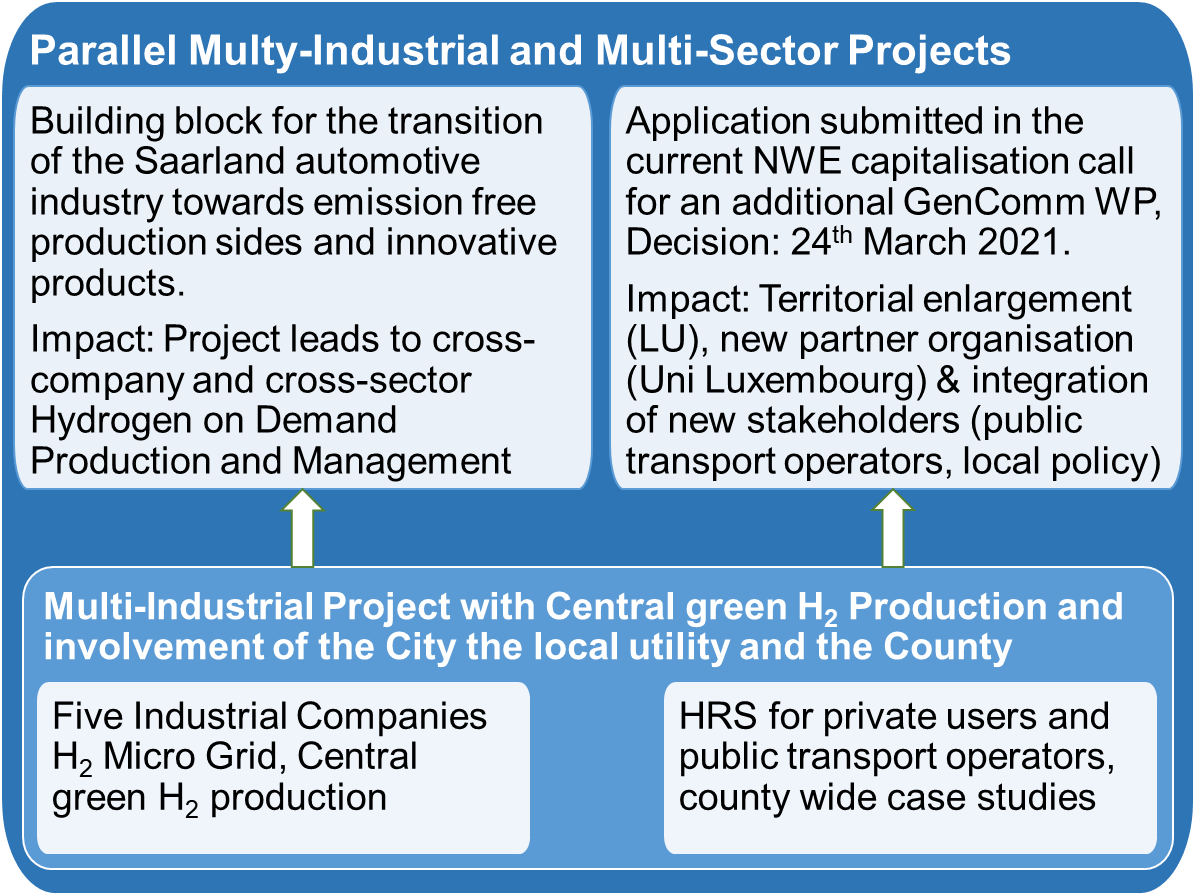 Parallel Multy-Industrial and Multi-Sector Projects
Building block for the transition
of the Saarland automotive
industry towards emission free
production sides and innovative
products.
Impact: Project leads to cross-
company and cross-sector
Hydrogen on Demand
Production and Management
Application submitted in the
current NWE capitalisation call
for an additional GenComm WP,
Decision: 24th March 2021.
Impact: Territorial enlargement
(LU), new partner organisation
(Uni Luxembourg) & integration
of new stakeholders (public
transport operators, local policy)
Multi-Industrial Project with Central green H2 Production and
involvement of the City the local utility and the County
Five Industrial Companies
H2 Micro Grid, Central
green H2 production
HRS for private users and
public transport operators,
county wide case studies